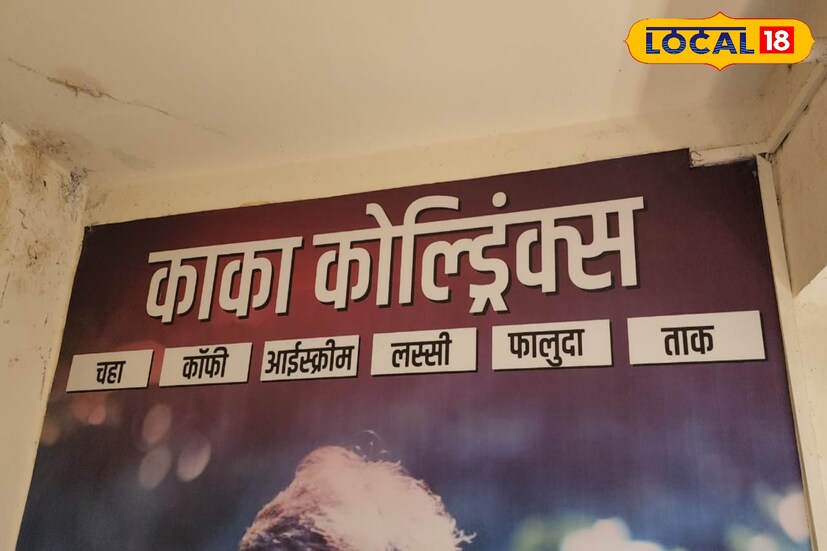 LOCAL 18
काका कोल्ड्रिंक्स
चहा कॉफी आईस्क्रीम लस्सी फालुदा ताक